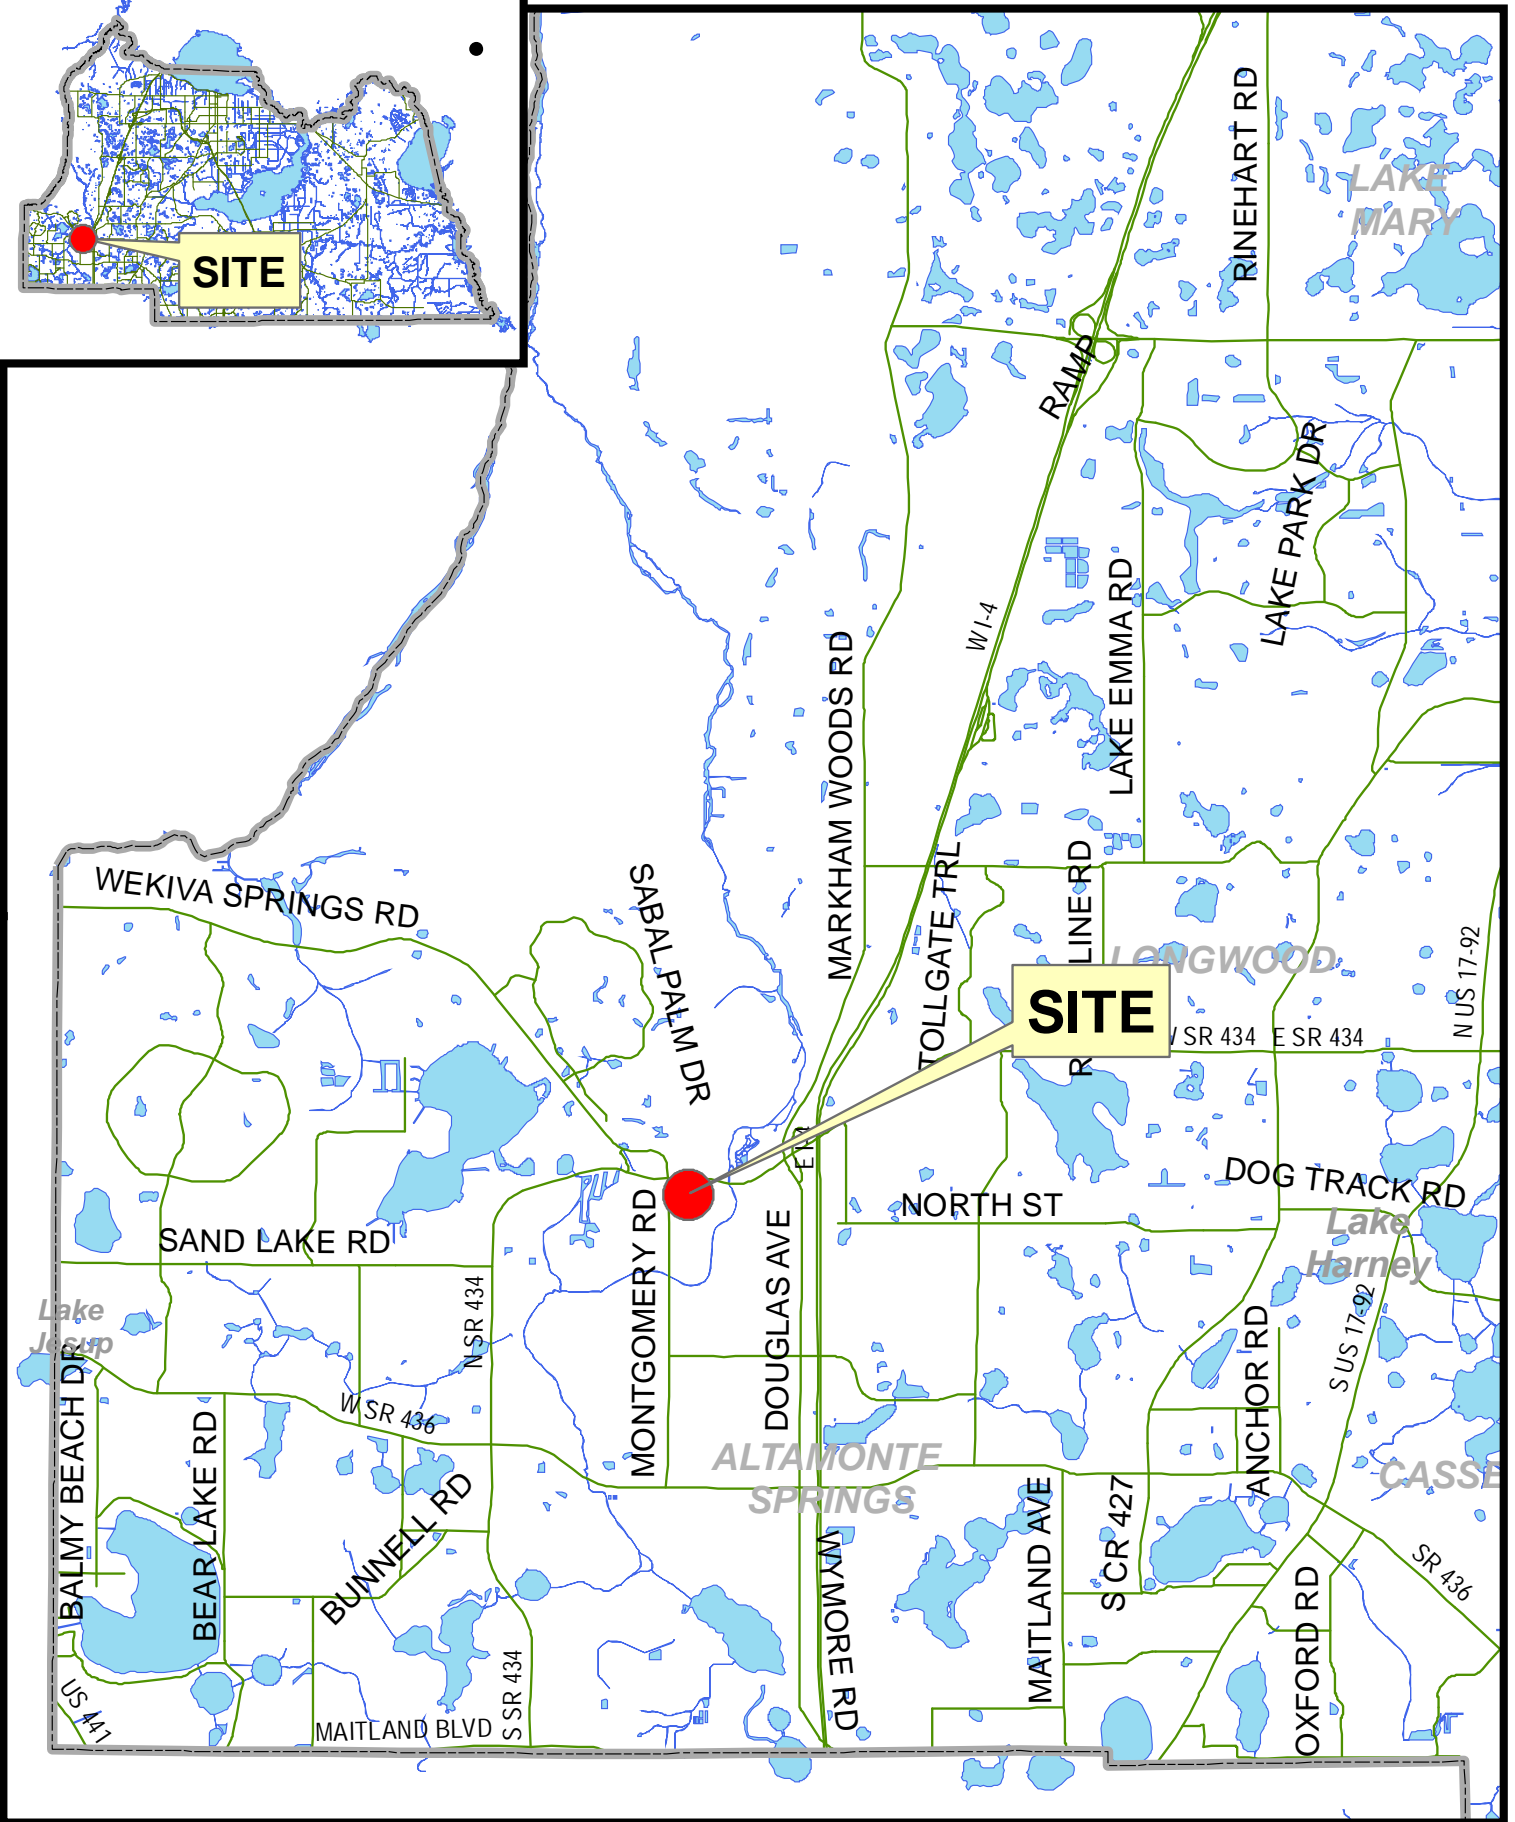 SITE
RINEHART RD
LAKE
MARY
RAMP
LAKE PARK DR
W I-4
LAKE EMMA RD
MARKHAM WOODS RD
WEKIVA SPRINGS RD
SABAL PALM DR
TOLLGATE TRL
LONGWOOD
N US 17-92
SITE
SR 434
E SR 434
E I-4
DOG TRACK RD
NORTH ST
Lake
Harney
SAND LAKE RD
MONTGOMERY RD
DOUGLAS AVE
N SR 434
S US 17-92
Lake
Jesup
BALMY BEACH DR
W SR 436
ANCHOR RD
BEAR LAKE RD
BUNNELL RD
ALTAMONTE
SPRINGS
CASSE
MAITLAND AVE
S CR 427
WYMORE RD
SR 436
OXFORD RD
S SR 434
US 441
MAITLAND BLVD